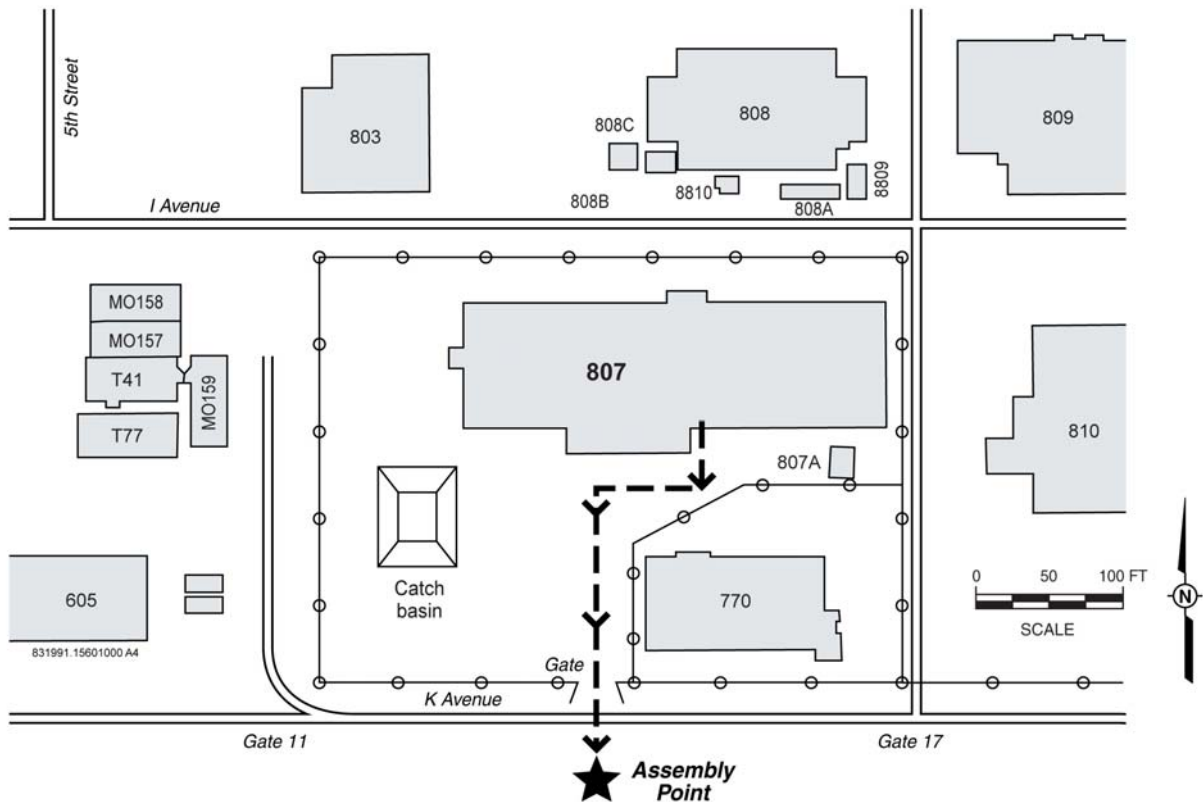 5th Street
803
808
809
808C
8810
8809
808B
808A
I Avenue
MO158
MO157
T41
MO159
T77
807
807A
810
Catch
basin
770
605
831991.15601000 A4
0 50 100 FT
SCALE
N
Gate
K Avenue
Gate 11
Gate 17
Assembly
Point